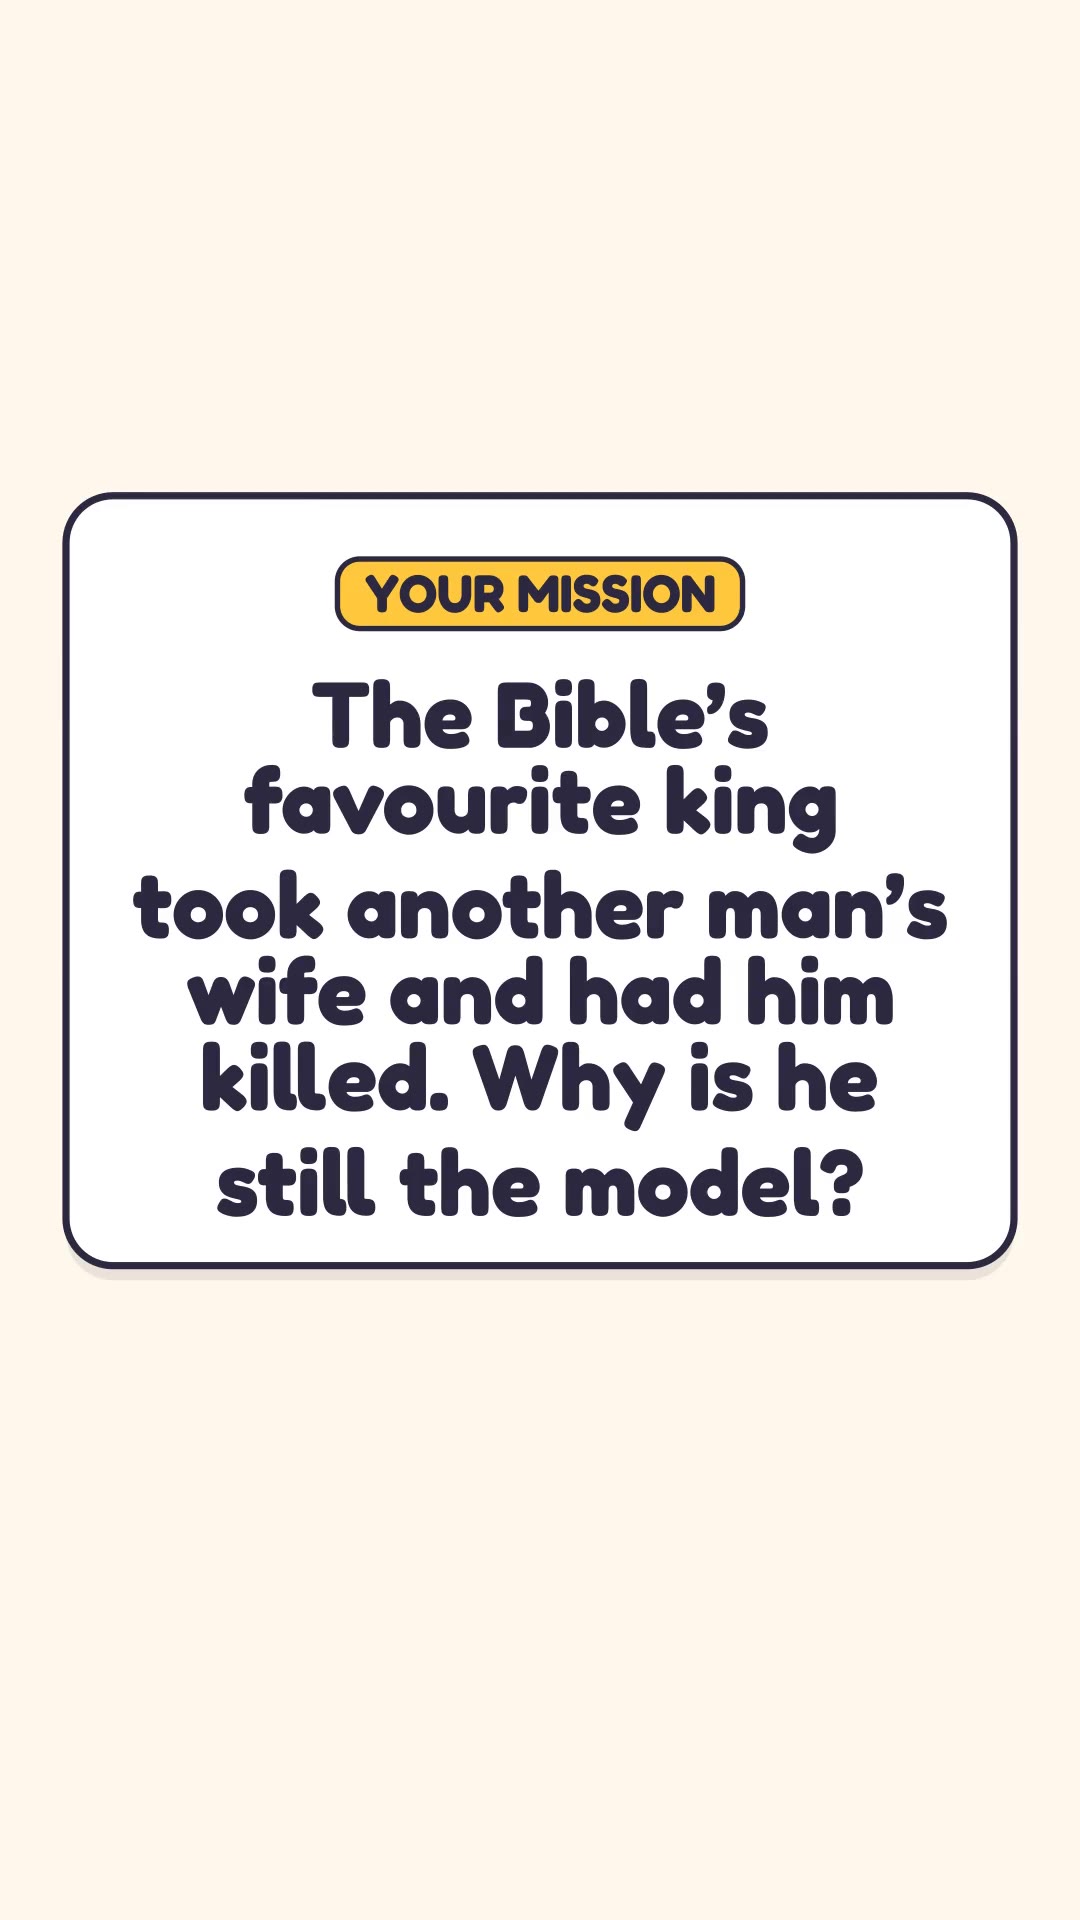 YOUR MISSION
The Bible’s
favourite king
took another man’s
wife and had him
killed. Why is he
still the model?